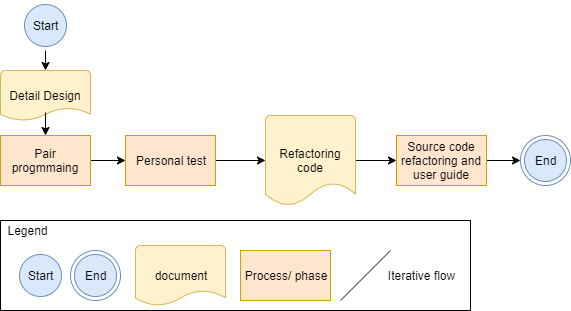 Start
Detail Design
Pair
progmmaing
Personal test
Refactoring
code
Source code
refactoring and
user guide
End
Legend
Start
End
document
Process/ phase
Iterative flow